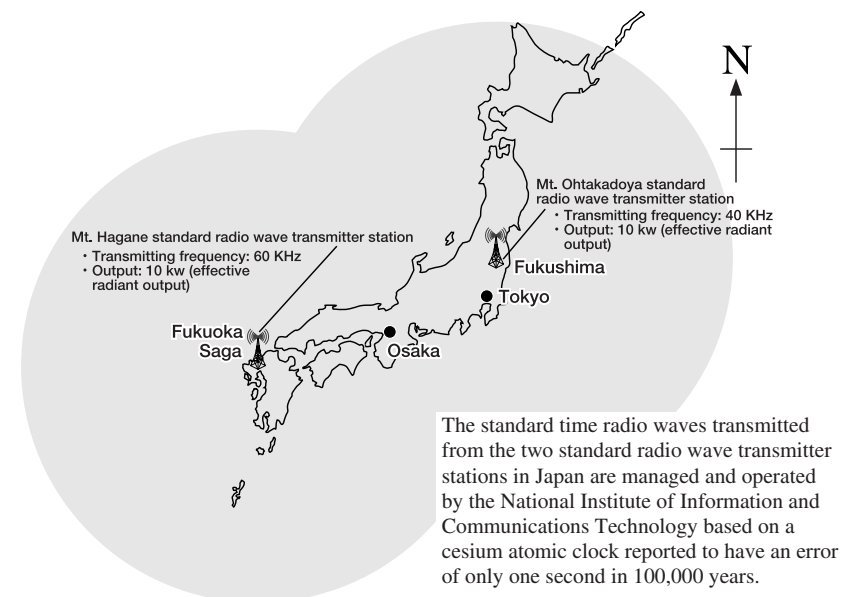 N
Mt. Ohtakadoya standard
radio wave transmitter station
・Transmitting frequency: 40 KHz
・Output: 10 kw (effective radiant
output)
Mt. Hagane standard radio wave transmitter station
・Transmitting frequency: 60 KHz
・Output: 10 kw (effective
radiant output)
Fukushima
Tokyo
Fukuoka
Saga
Osaka
The standard time radio waves transmitted
from the two standard radio wave transmitter
stations in Japan are managed and operated
by the National Institute of Information and
Communications Technology based on a
cesium atomic clock reported to have an error
of only one second in 100,000 years.